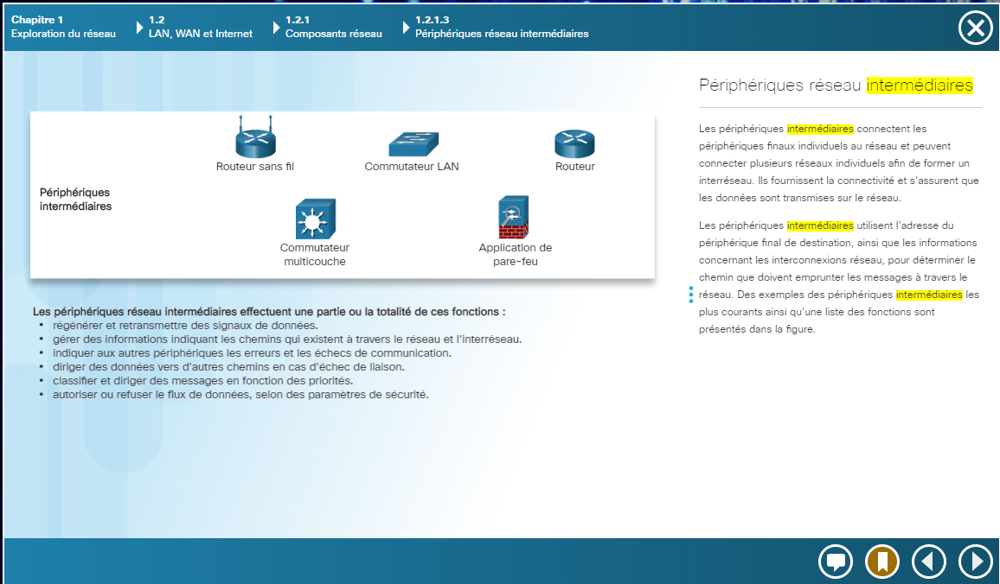 Chapitre 1
Exploration du réseau
1.2
LAN, WAN et Internet
1.2.1
Composants réseau
1.2.1.3
Périphériques réseau intermédiaires
Routeur sans fil
Commutateur LAN
Routeur
Périphériques
intermédiaires
Commutateur
multicouche
Application de
pare-feu
Les périphériques réseau intermédiaires effectuent une partie ou la totalité de ces fonctions :
• régénérer et retransmettre des signaux de données.
• gérer des informations indiquant les chemins qui existent à travers le réseau et l'interréseau.
• indiquer aux autres périphériques les erreurs et les échecs de communication.
• diriger des données vers d'autres chemins en cas d'échec de liaison.
• classifier et diriger des messages en fonction des priorités.
• autoriser ou refuser le flux de données, selon des paramètres de sécurité.
Périphériques réseau intermédiaires
Les périphériques intermédiaires connectent les
périphériques finaux individuels au réseau et peuvent
connecter plusieurs réseaux individuels afin de former un
interréseau. Ils fournissent la connectivité et s'assurent que
les données sont transmises sur le réseau.
Les périphériques intermédiaires utilisent l'adresse du
périphérique final de destination, ainsi que les informations
concernant les interconnexions réseau, pour déterminer le
chemin que doivent emprunter les messages à travers le
réseau. Des exemples des périphériques intermédiaires les
plus courants ainsi qu'une liste des fonctions sont
présentés dans la figure.